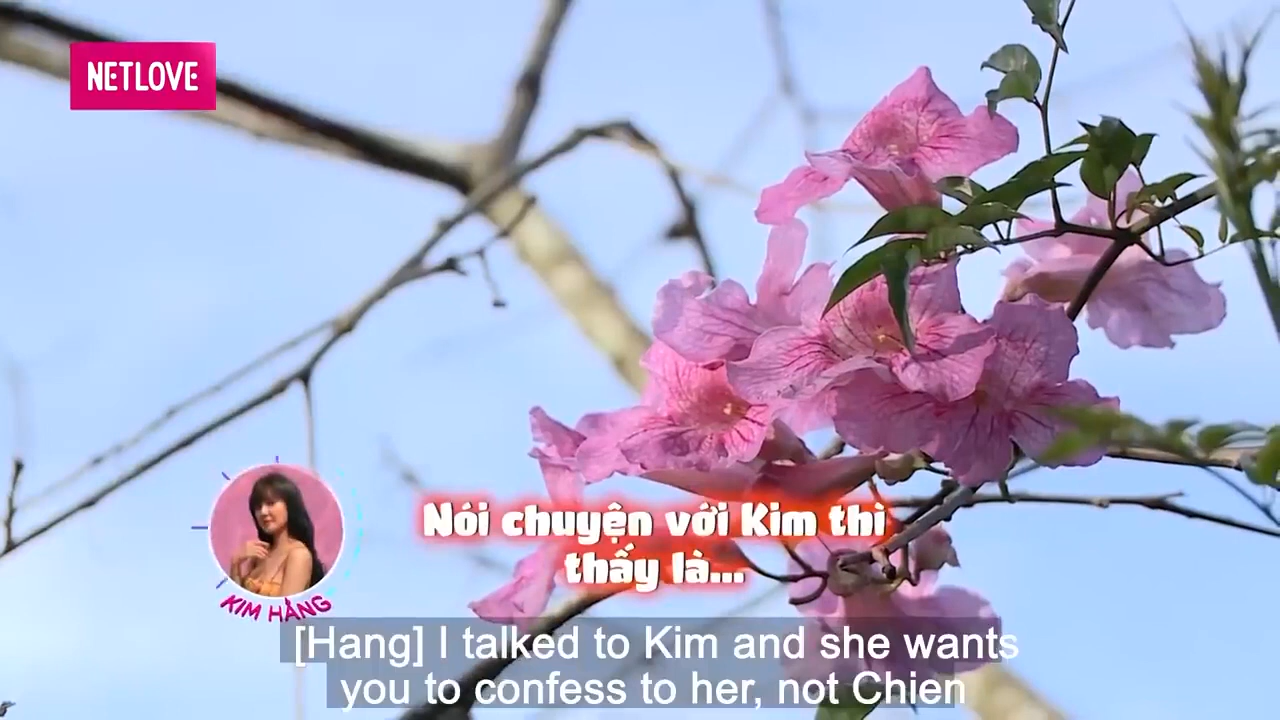 NETLOVE
Nói chuyện với Kim thì
thấy là...
KIM HẰNG
[Hang] I talked to Kim and she wants
you to confess to her, not Chien